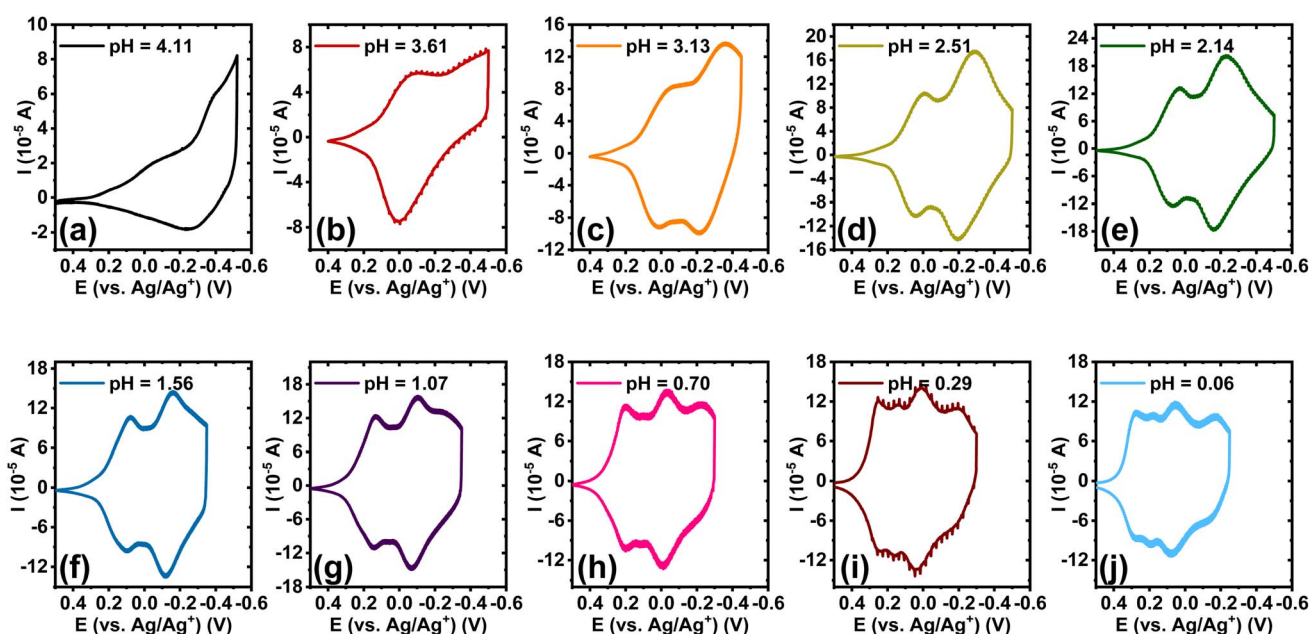 10
8
6
4
2
0
-2
I (10⁻⁵ A)
pH = 4.11
(a)
0.4 0.2 0.0 -0.2 -0.4 -0.6
E (vs. Ag/Ag⁺) (V)
8
4
0
-4
-8
I (10⁻⁵ A)
pH = 3.61
(b)
0.4 0.2 0.0 -0.2 -0.4 -0.6
E (vs. Ag/Ag⁺) (V)
16
12
8
4
0
-4
-8
-12
I (10⁻⁵ A)
pH = 3.13
(c)
0.4 0.2 0.0 -0.2 -0.4 -0.6
E (vs. Ag/Ag⁺) (V)
20
16
12
8
4
0
-4
-8
-12
-16
I (10⁻⁵ A)
pH = 2.51
(d)
0.4 0.2 0.0 -0.2 -0.4 -0.6
E (vs. Ag/Ag⁺) (V)
24
18
12
6
0
-6
-12
-18
I (10⁻⁵ A)
pH = 2.14
(e)
0.4 0.2 0.0 -0.2 -0.4 -0.6
E (vs. Ag/Ag⁺) (V)
18
12
6
0
-6
-12
I (10⁻⁵ A)
pH = 1.56
(f)
0.4 0.2 0.0 -0.2 -0.4 -0.6
E (vs. Ag/Ag⁺) (V)
18
12
6
0
-6
-12
-18
I (10⁻⁵ A)
pH = 1.07
(g)
0.4 0.2 0.0 -0.2 -0.4 -0.6
E (vs. Ag/Ag⁺) (V)
18
12
6
0
-6
-12
I (10⁻⁵ A)
pH = 0.70
(h)
0.4 0.2 0.0 -0.2 -0.4 -0.6
E (vs. Ag/Ag⁺) (V)
18
12
6
0
-6
-12
I (10⁻⁵ A)
pH = 0.29
(i)
0.4 0.2 0.0 -0.2 -0.4 -0.6
E (vs. Ag/Ag⁺) (V)
18
12
6
0
-6
-12
I (10⁻⁵ A)
pH = 0.06
(j)
0.4 0.2 0.0 -0.2 -0.4 -0.6
E (vs. Ag/Ag⁺) (V)